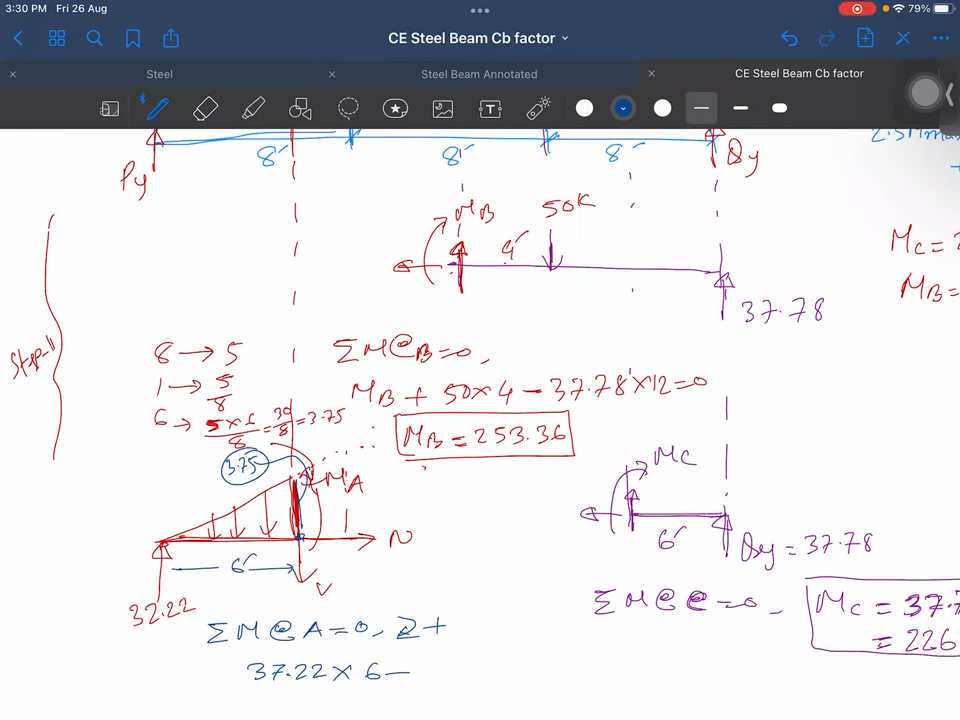 3:30 PM Fri 26 Aug
79%
CE Steel Beam Cb factor
Steel
Steel Beam Annotated
CE Steel Beam Cb factor
8'
8'
8'
Py
Qy
MB
50K
4'
37.78
MC = 
MB =
Step-11
8 → 5
1 → 5/8
6 → 5×6/8 = 30/8 = 3.75
ΣM@B=0,
MB + 50×4 - 37.78×12=0
∴ MB = 253.36
3.75
MA
N
6'
V
32.22
ΣM@A=0, +
37.22×6-
MC
6'
Qy = 37.78
ΣM@C=0,
MC = 37.7
= 226